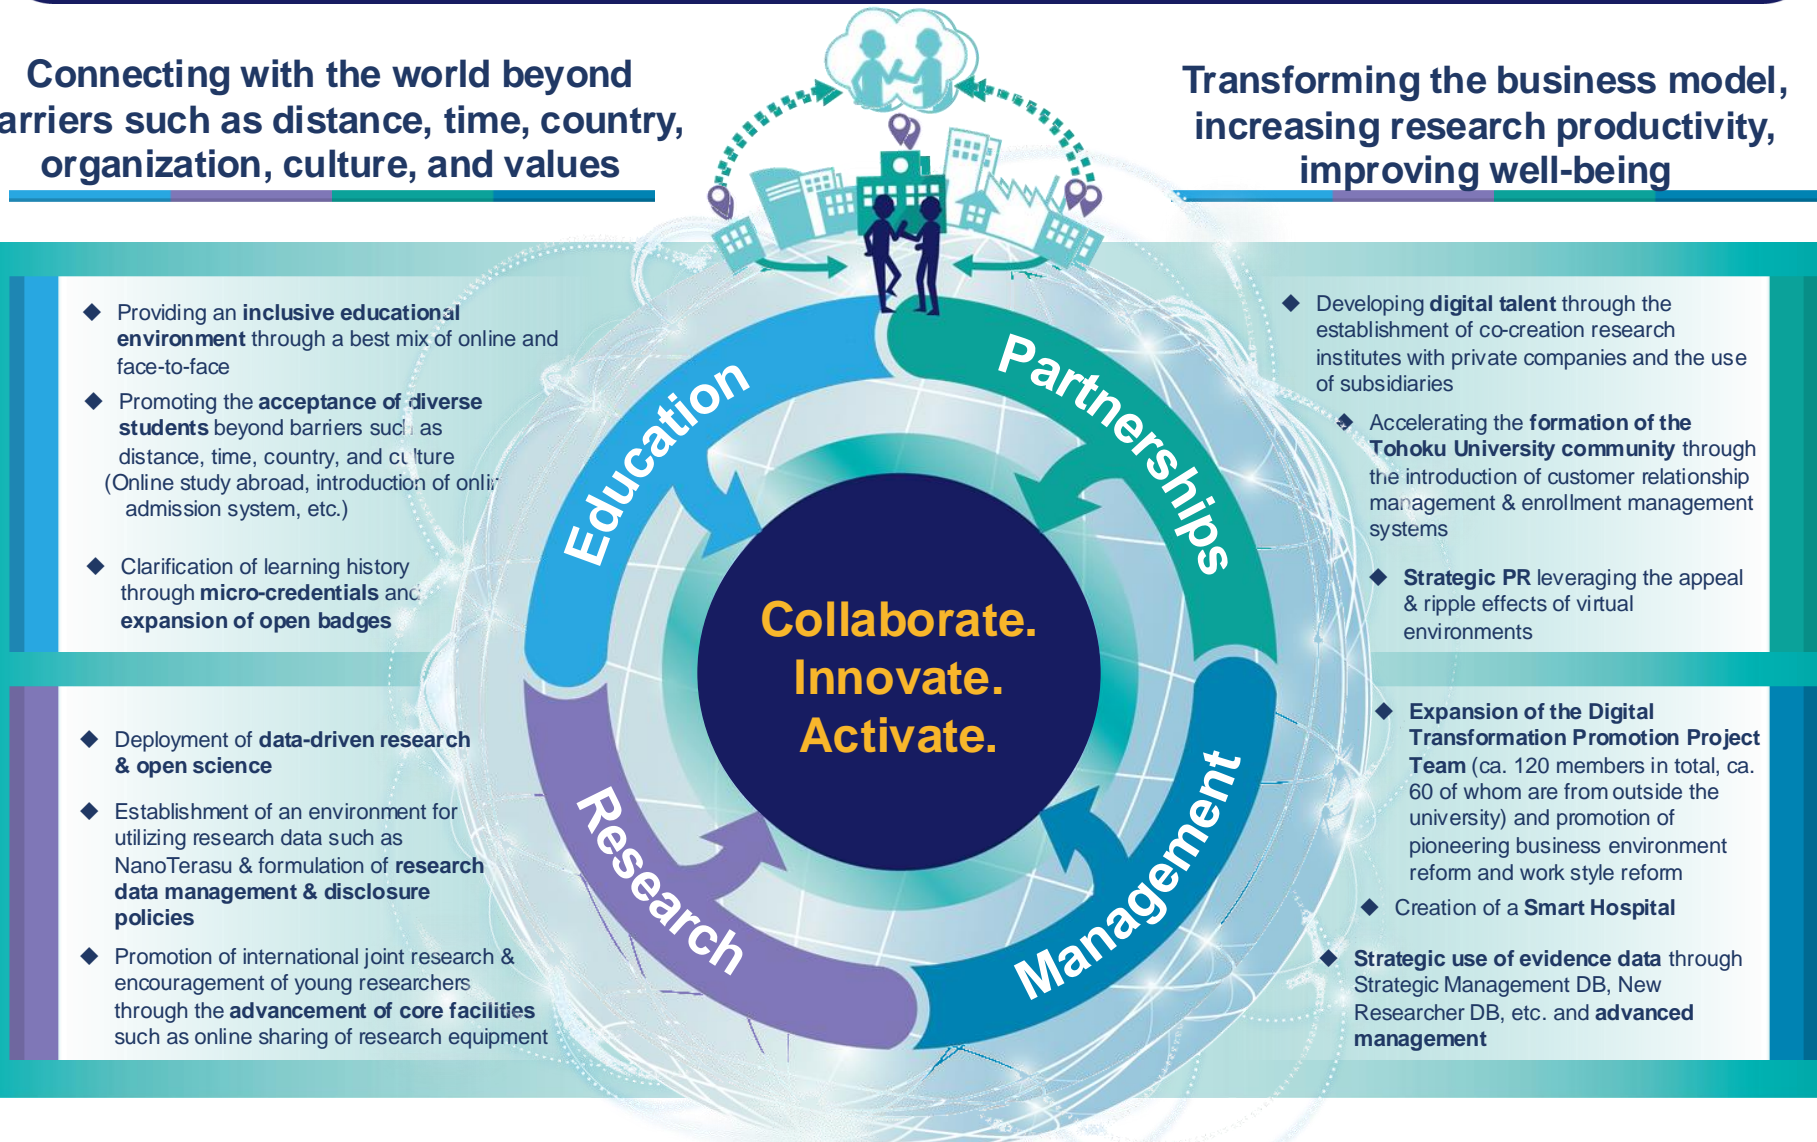 Connecting with the world beyond
arriers such as distance, time, country,
organization, culture, and values
Transforming the business model,
increasing research productivity,
improving well-being
◆ Providing an inclusive educational
environment through a best mix of online and
face-to-face
◆ Promoting the acceptance of diverse
students beyond barriers such as
distance, time, country, and culture
(Online study abroad, introduction of onlin
admission system, etc.)
◆ Clarification of learning history
through micro-credentials and
expansion of open badges
◆ Deployment of data-driven research
& open science
◆ Establishment of an environment for
utilizing research data such as
NanoTerasu & formulation of research
data management & disclosure
policies
◆ Promotion of international joint research &
encouragement of young researchers
through the advancement of core facilities
such as online sharing of research equipment
Education
Partnerships
Research
Management
Collaborate.
Innovate.
Activate.
◆ Developing digital talent through the
establishment of co-creation research
institutes with private companies and the use
of subsidiaries
◆ Accelerating the formation of the
Tohoku University community through
the introduction of customer relationship
management & enrollment management
systems
◆ Strategic PR leveraging the appeal
& ripple effects of virtual
environments
◆ Expansion of the Digital
Transformation Promotion Project
Team (ca. 120 members in total, ca.
60 of whom are from outside the
university) and promotion of
pioneering business environment
reform and work style reform
◆ Creation of a Smart Hospital
◆ Strategic use of evidence data through
Strategic Management DB, New
Researcher DB, etc. and advanced
management